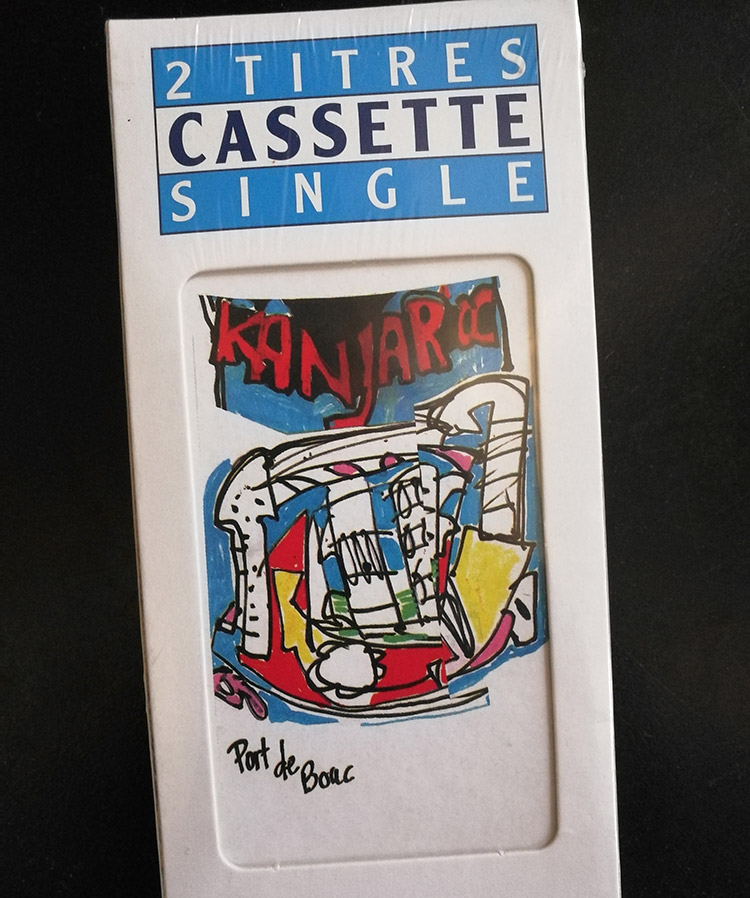 2 TITRES
CASSETTE
SINGLE
KANJAR'OC
Port de Bouc